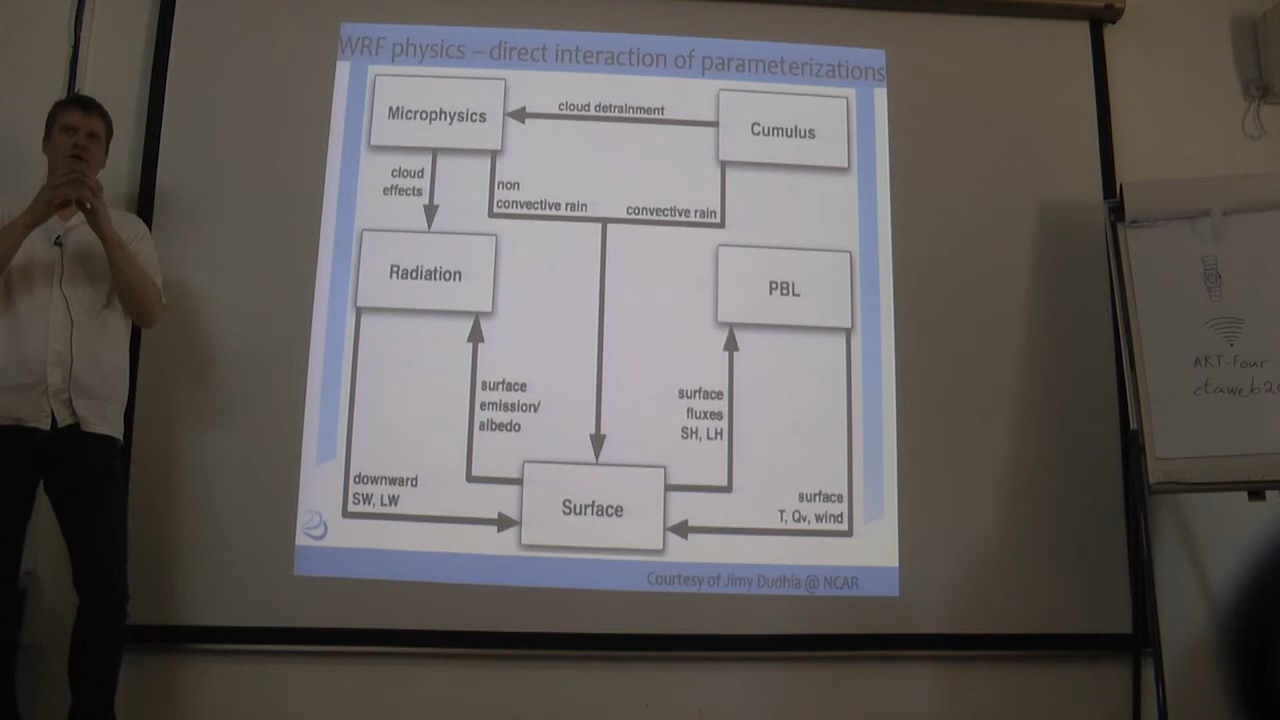 WRF physics – direct interaction of parameterizations
Microphysics
cloud detrainment
Cumulus
cloud
effects
non
convective rain
convective rain
Radiation
PBL
surface
emission/
albedo
surface
fluxes
SH, LH
downward
SW, LW
Surface
surface
T, Qv, wind
Courtesy of Jimy Dudhia @ NCAR
ART-Four